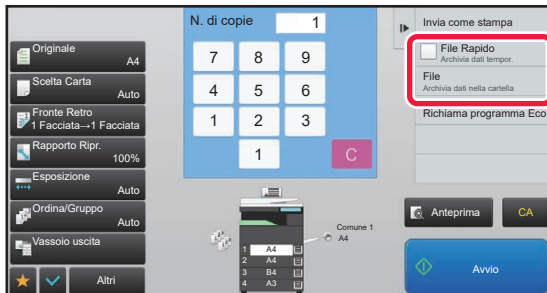 N. di copie 1
Originale
A4
Scelta Carta
Auto
Fronte Retro
1 Facciata→1 Facciata
Rapporto Ripr.
100%
Esposizione
Auto
Ordina/Gruppo
Auto
Vassoio uscita
Altri
7 8 9
4 5 6
1 2 3
1 C
Comune 1
A4
1 A4
2 A4
3 B4
4 A3
Invia come stampa
File Rapido
Archivia dati tempor.
File
Archivia dati nella cartella
Richiama programma Eco
Anteprima
CA
Avvio